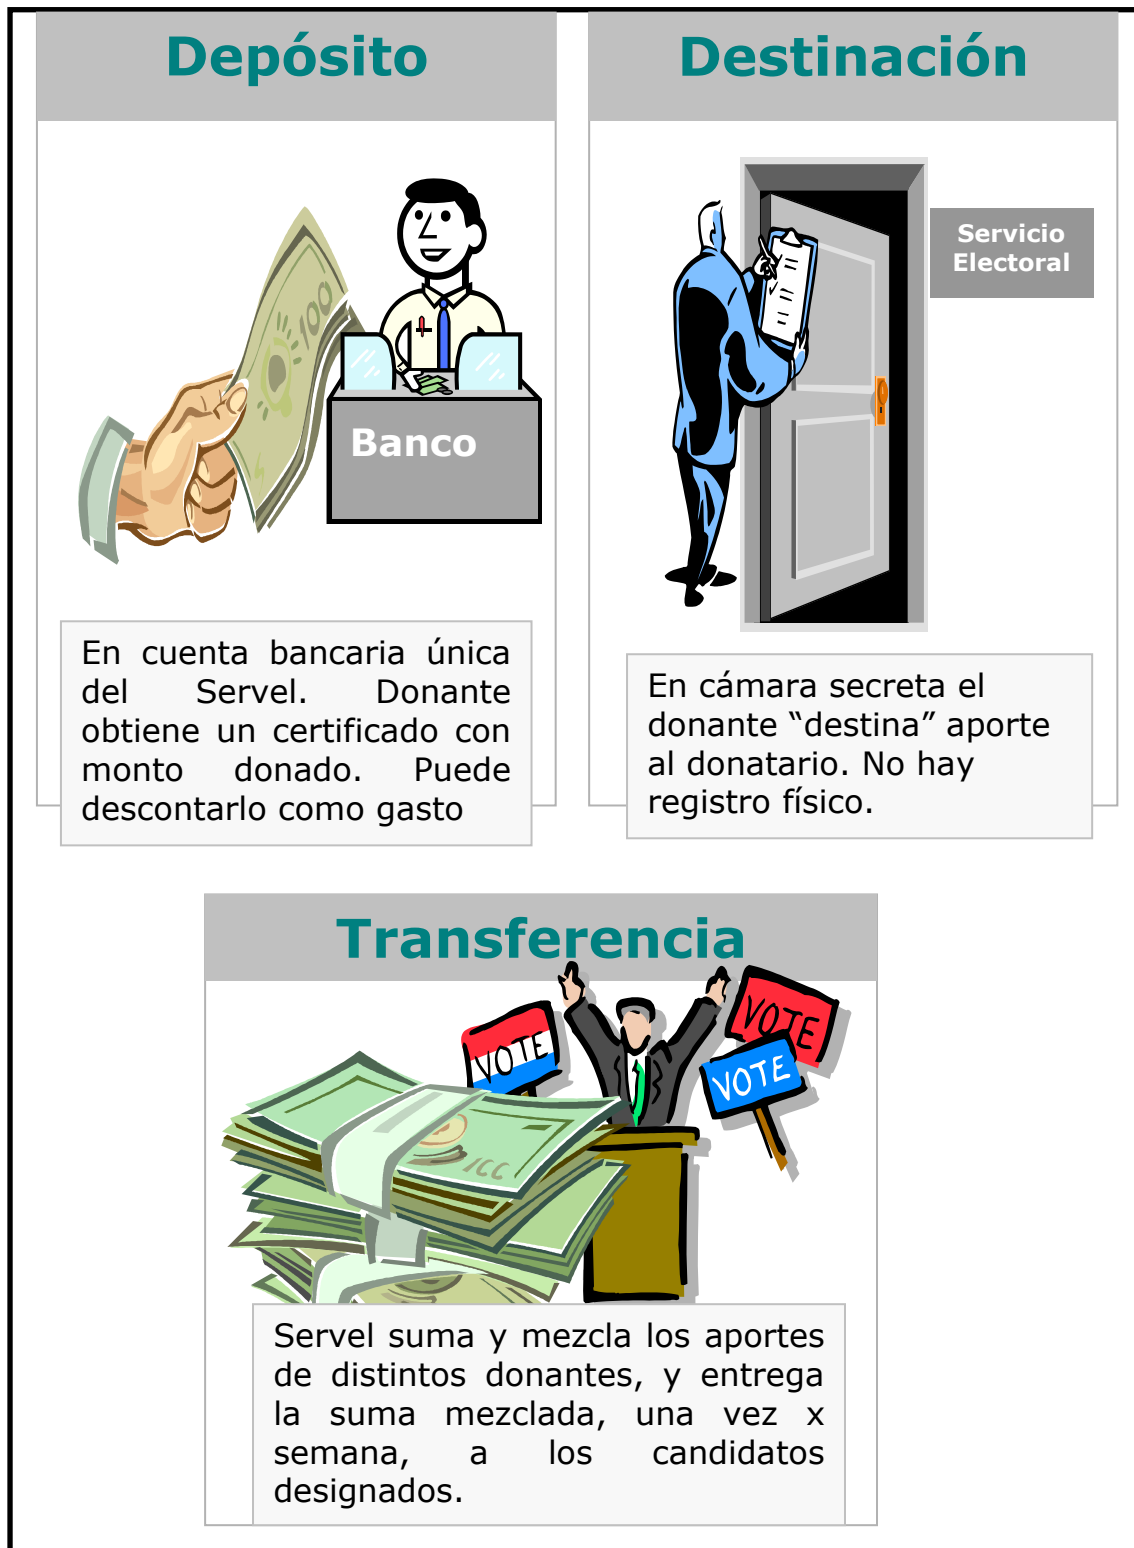 Depósito
100
Banco
En cuenta bancaria única
del Servel. Donante
obtiene un certificado con
monto donado. Puede
descontarlo como gasto
Destinación
Servicio
Electoral
En cámara secreta el
donante “destina” aporte
al donatario. No hay
registro físico.
Transferencia
VOTE
VOTE
VOTE
ICC
Servel suma y mezcla los aportes
de distintos donantes, y entrega
la suma mezclada, una vez x
semana, a los candidatos
designados.